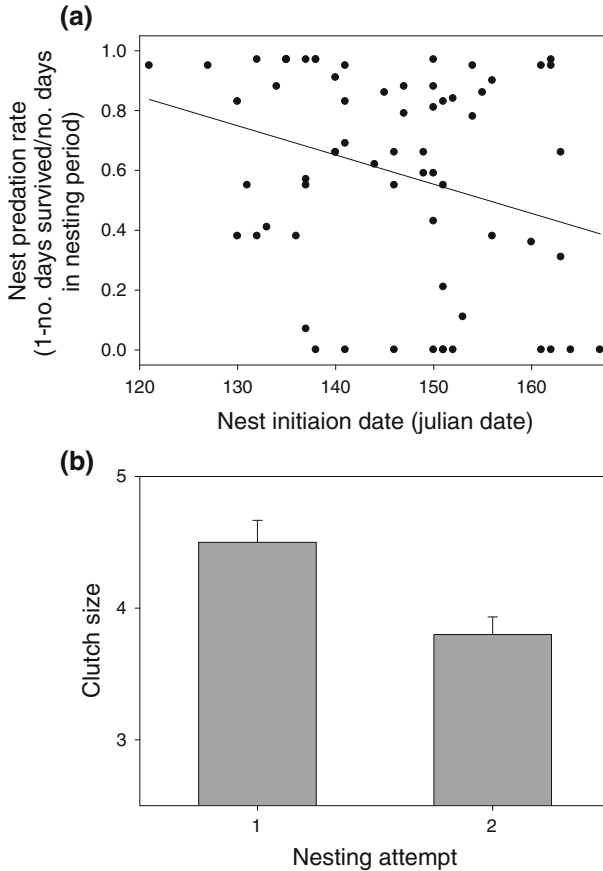 (a)
Nest predation rate
(1-no. days survived/no. days
in nesting period)
1.0
0.8
0.6
0.4
0.2
0.0
120
130
140
150
160
Nest initiaion date (julian date)
(b)
Clutch size
5
4
3
1
2
Nesting attempt